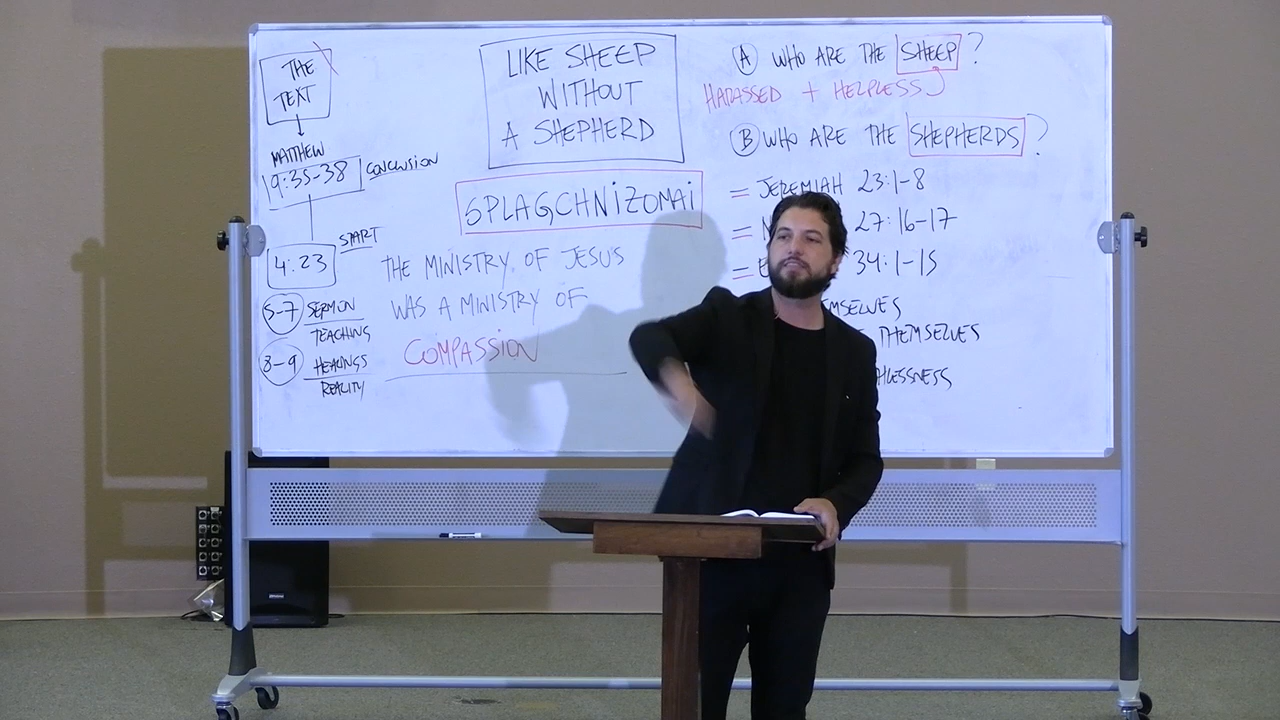 THE
TEXT
MATTHEW
9:35-38 CONCLUSION
4:23 START
5-7 SERMON
TEACHING
8-9 HEALINGS
REALITY
LIKE SHEEP
WITHOUT
A SHEPHERD
SPLAGCHNiZOMAi
THE MINISTRY OF JESUS
WAS A MINISTRY OF
COMPASSION
A WHO ARE THE SHEEP?
HARASSED + HELPLESS
B WHO ARE THE SHEPHERDS?
= JEREMIAH 23:1-8
= N 27:16-17
= E 34:1-15
MSELVES
THEMSELVES
HLESSNESS